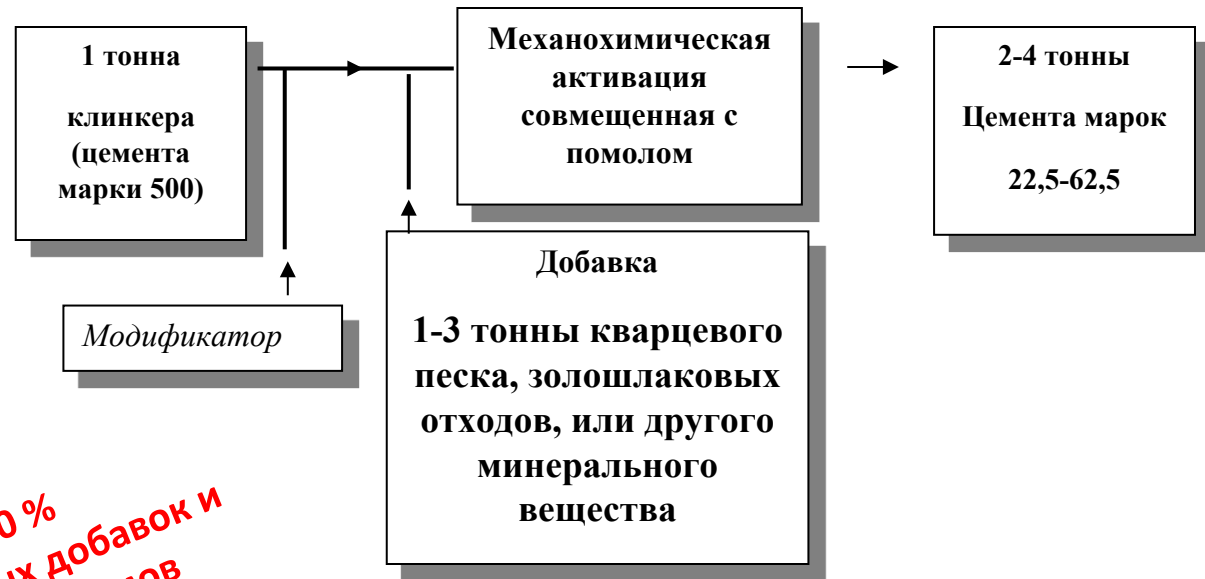 1 тонна
клинкера
(цемента
марки 500)
Механохимическая
активация
совмещенная с
помолом
2-4 тонны
Цемента марок
22,5-62,5
Модификатор
Добавка
1-3 тонны кварцевого
песка, золошлаковых
отходов, или другого
минерального
вещества
0 %
добавок и